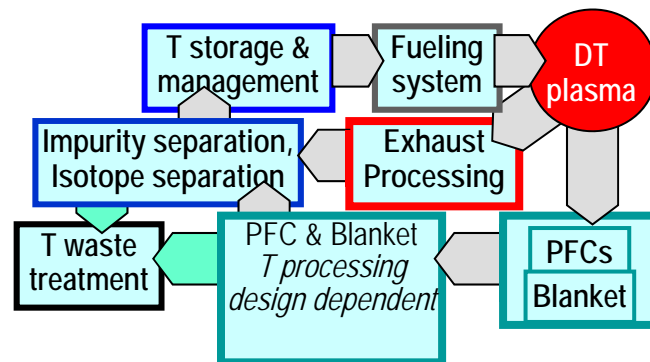 T storage &
management
Fueling
system
DT
plasma
Impurity separation,
Isotope separation
Exhaust
Processing
T waste
treatment
PFC & Blanket
T processing
design dependent
PFCs
Blanket